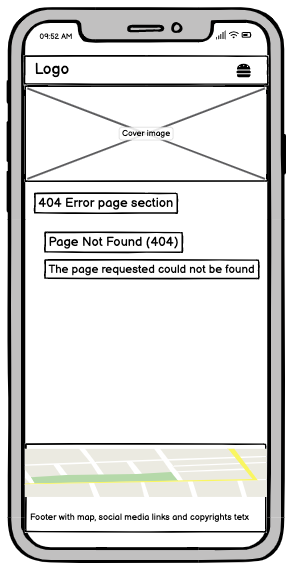 09:52 AM
Logo
Cover image
404 Error page section
Page Not Found (404)
The page requested could not be found
Footer with map, social media links and copyrights tetx